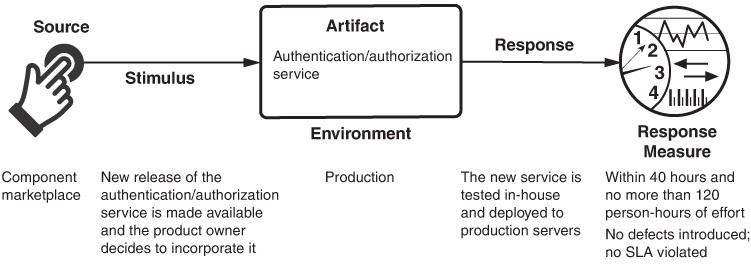 Source
Stimulus
Artifact
Authentication/authorization
service
Environment
Response
1
2
3
4
Response
Measure
Component
marketplace
New release of the
authentication/authorization
service is made available
and the product owner
decides to incorporate it
Production
The new service is
tested in-house
and deployed to
production servers
Within 40 hours and
no more than 120
person-hours of effort
No defects introduced;
no SLA violated